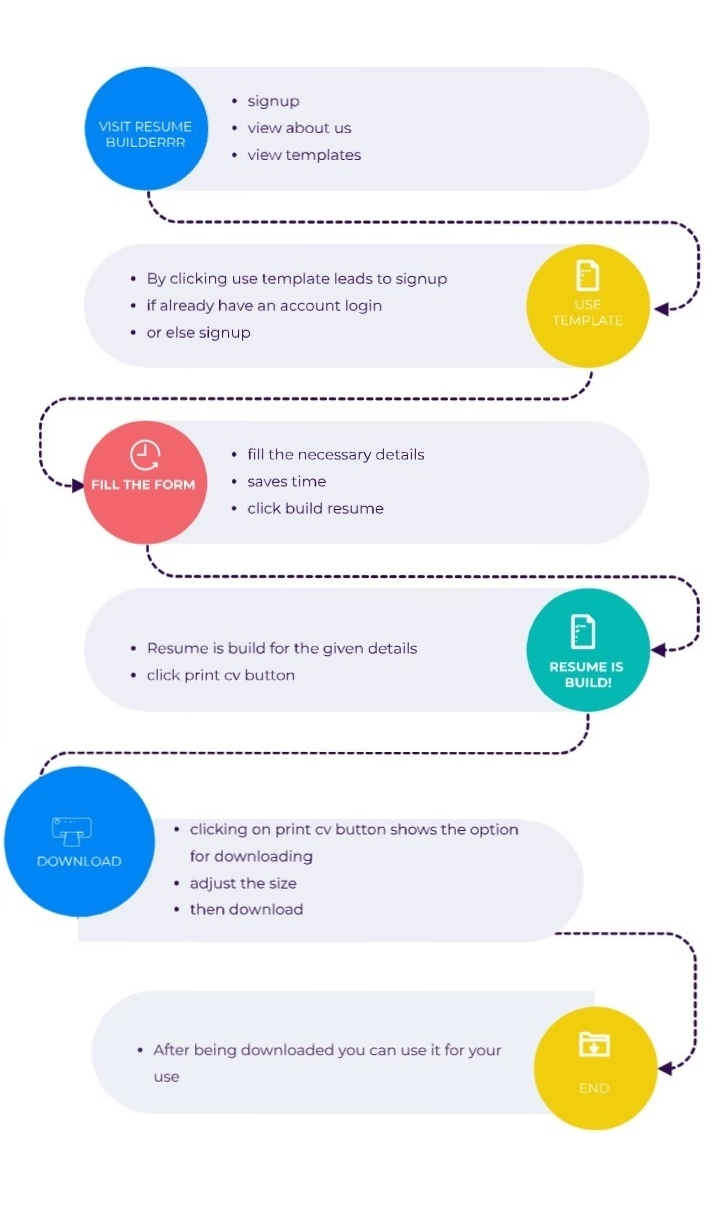 VISIT RESUME
BUILDERRR
• signup
• view about us
• view templates
• By clicking use template leads to signup
• if already have an account login
• or else signup
USE
TEMPLATE
FILL THE FORM
• fill the necessary details
• saves time
• click build resume
• Resume is build for the given details
• click print cv button
RESUME IS
BUILD!
DOWNLOAD
• clicking on print cv button shows the option
for downloading
• adjust the size
• then download
• After being downloaded you can use it for your
use
END